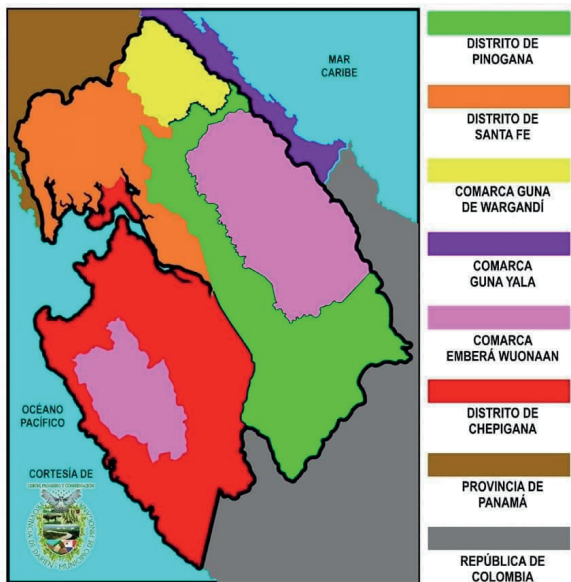 MAR
CARIBE
OCÉANO
PACÍFICO
CORTESÍA DE
DISTRITO DE
PINOGANA
DISTRITO DE
SANTA FE
COMARCA GUNA
DE WARGANDÍ
COMARCA
GUNA YALA
COMARCA
EMBERÁ WUONAAN
DISTRITO DE
CHEPIGANA
PROVINCIA DE
PANAMÁ
REPÚBLICA DE
COLOMBIA